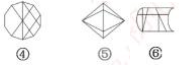 ④ ⑤ ⑥